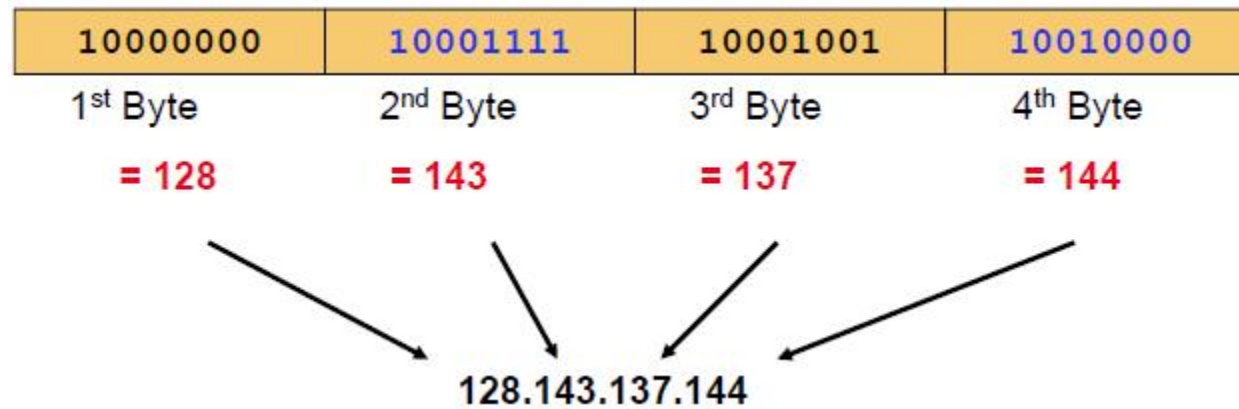 10000000 10001111 10001001 10010000
1st Byte 2nd Byte 3rd Byte 4th Byte
= 128 = 143 = 137 = 144
128.143.137.144